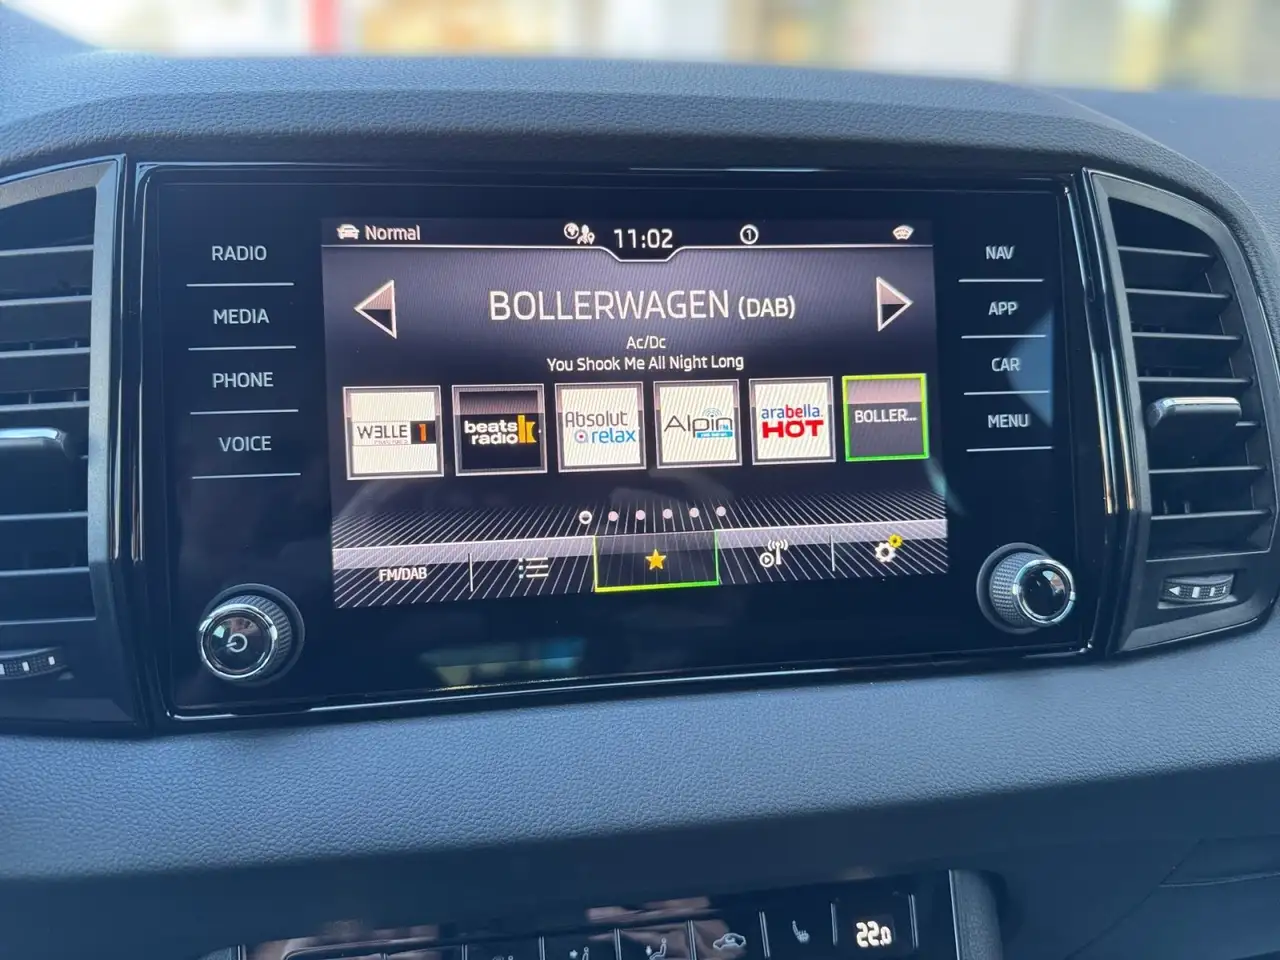 Normal
11:02
1
RADIO
MEDIA
PHONE
VOICE
NAV
APP
CAR
MENU
BOLLERWAGEN (DAB)
Ac/Dc
You Shook Me All Night Long
W3LLE 1
beats radio k
Absolut relax
Alpin
arabella HOT
BOLLER...
FM/DAB
22.0